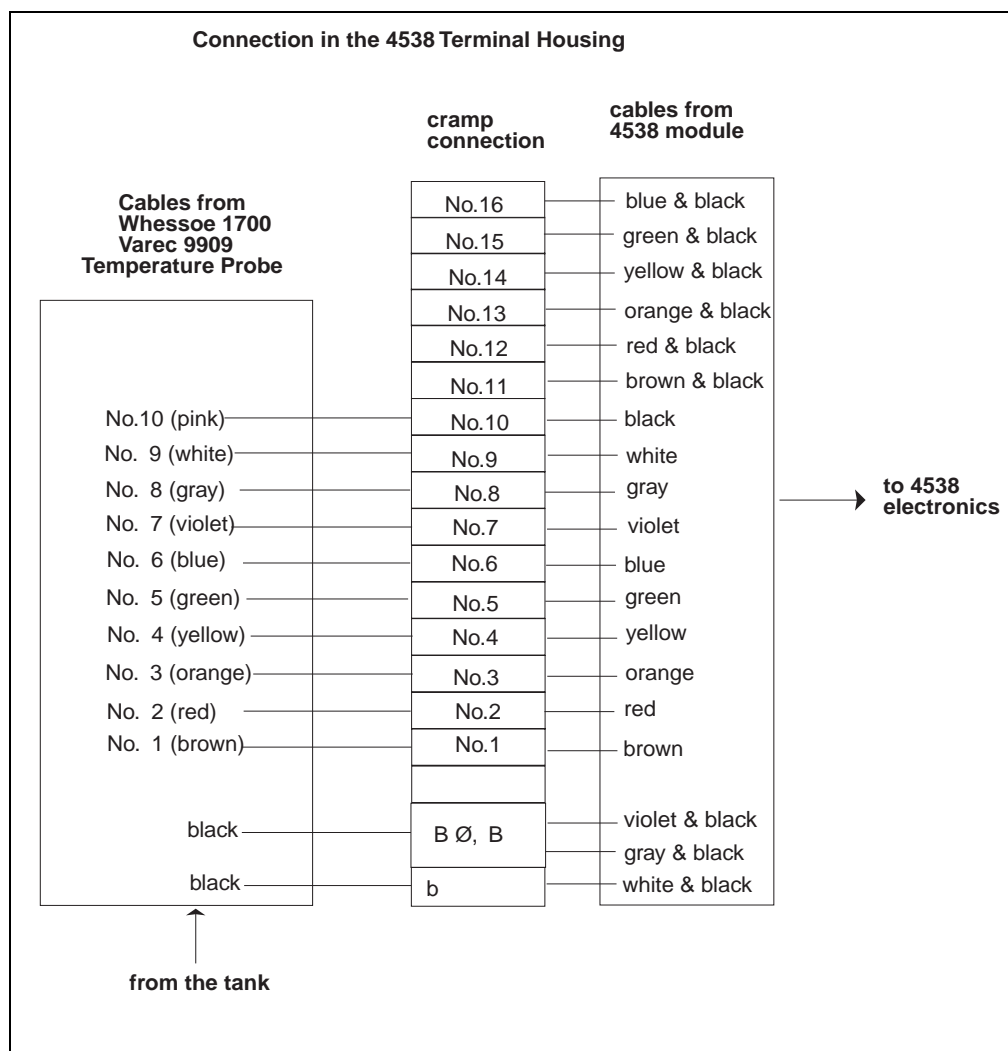 Connection in the 4538 Terminal Housing
cramp
connection
cables from
4538 module
Cables from
Whessoe 1700
Varec 9909
Temperature Probe
No.16 blue & black
No.15 green & black
No.14 yellow & black
No.13 orange & black
No.12 red & black
No.11 brown & black
No.10 (pink) No.10 black
No. 9 (white) No.9 white
No. 8 (gray) No.8 gray
No. 7 (violet) No.7 violet
No. 6 (blue) No.6 blue
No. 5 (green) No.5 green
No. 4 (yellow) No.4 yellow
No. 3 (orange) No.3 orange
No. 2 (red) No.2 red
No. 1 (brown) No.1 brown
black B Ø, B violet & black
gray & black
black b white & black
to 4538
electronics
from the tank